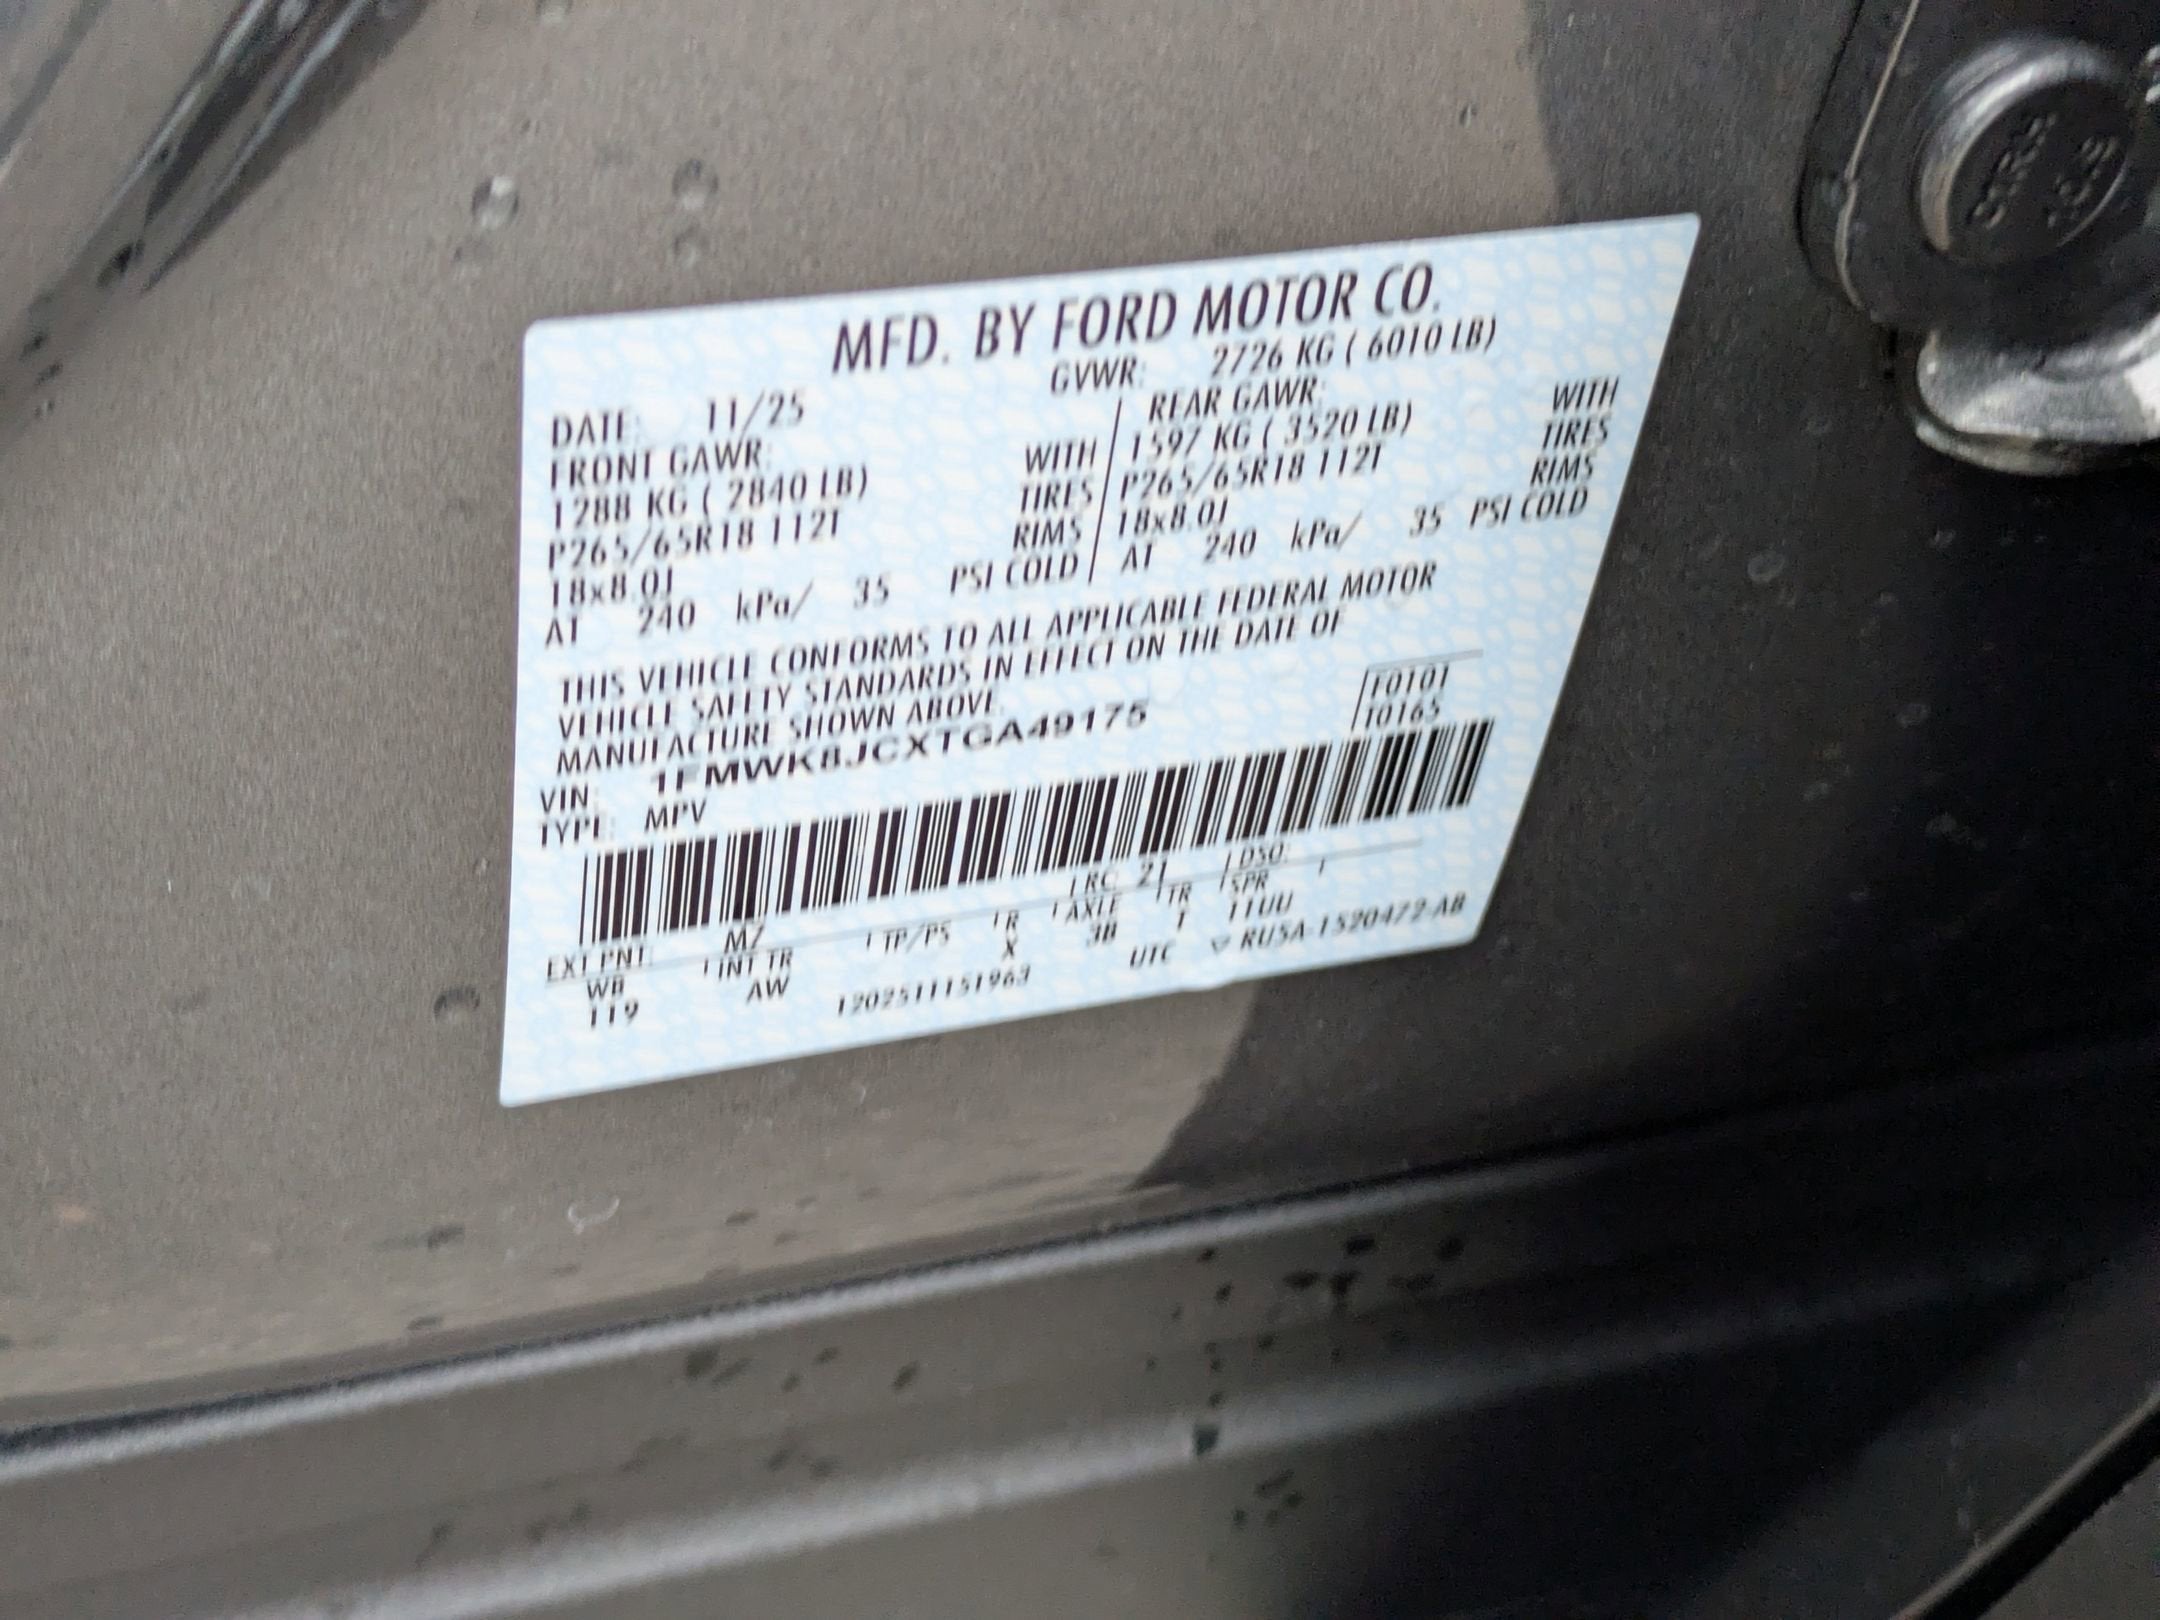 MFD. BY FORD MOTOR CO.
DATE: 11/25 GVWR: 2726 KG ( 6010 LB)
FRONT GAWR: REAR GAWR:
1288 KG ( 2840 LB) WITH 1597 KG ( 3520 LB) WITH
P265/65R18 112T TIRES P265/65R18 112T TIRES
18x8.0J RIMS 18x8.0J RIMS
AT 240 kPa/ 35 PSI COLD AT 240 kPa/ 35 PSI COLD
THIS VEHICLE CONFORMS TO ALL APPLICABLE FEDERAL MOTOR
VEHICLE SAFETY STANDARDS IN EFFECT ON THE DATE OF
MANUFACTURE SHOWN ABOVE.
VIN: 1FMWK8JCXTGA49175 F0101
TYPE: MPV T0165
EXT PNT: M7 RC: 21 DSO:
WB INT TR TP/PS R AXLE TR SPR
119 AW X 3B 1 11UU
1202511151963 UTC ▽ RU5A-1520472-AB